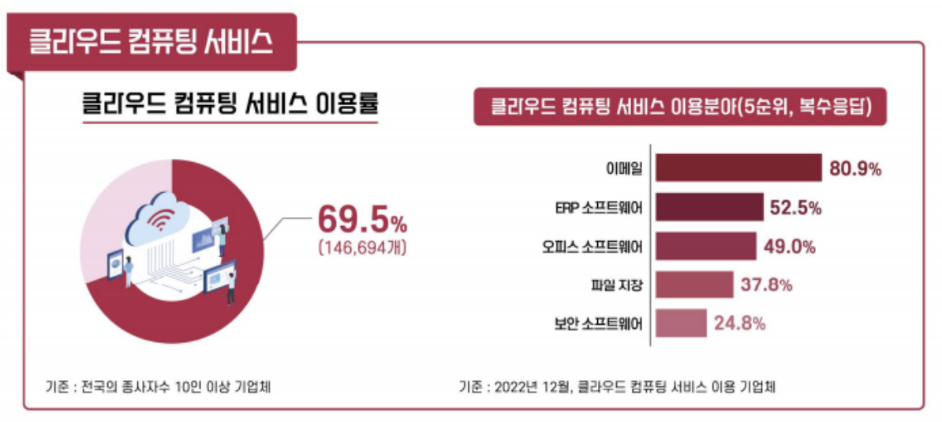 클라우드 컴퓨팅 서비스
클라우드 컴퓨팅 서비스 이용률
69.5%
(146,694개)
기준 : 전국의 종사자수 10인 이상 기업체
클라우드 컴퓨팅 서비스 이용분야(5순위, 복수응답)
이메일 80.9%
ERP 소프트웨어 52.5%
오피스 소프트웨어 49.0%
파일 저장 37.8%
보안 소프트웨어 24.8%
기준 : 2022년 12월, 클라우드 컴퓨팅 서비스 이용 기업체